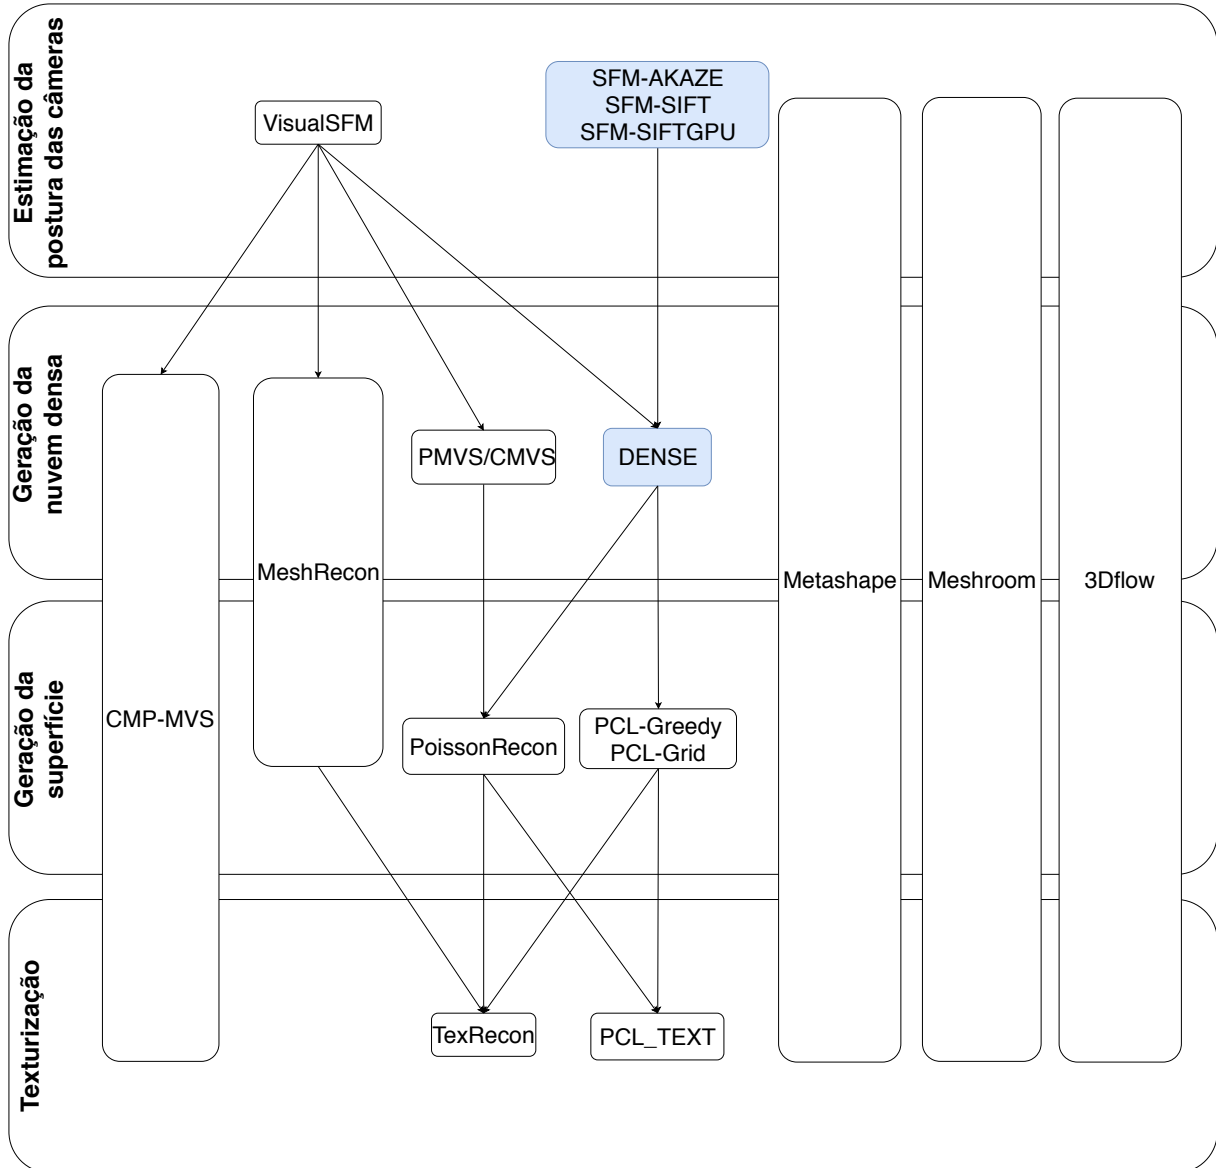 Estimação da
postura das câmeras
VisualSFM
SFM-AKAZE
SFM-SIFT
SFM-SIFTGPU
Geração da
nuvem densa
PMVS/CMVS
DENSE
MeshRecon
Metashape
Meshroom
3Dflow
Geração da
superfície
CMP-MVS
PoissonRecon
PCL-Greedy
PCL-Grid
Texturização
TexRecon
PCL_TEXT